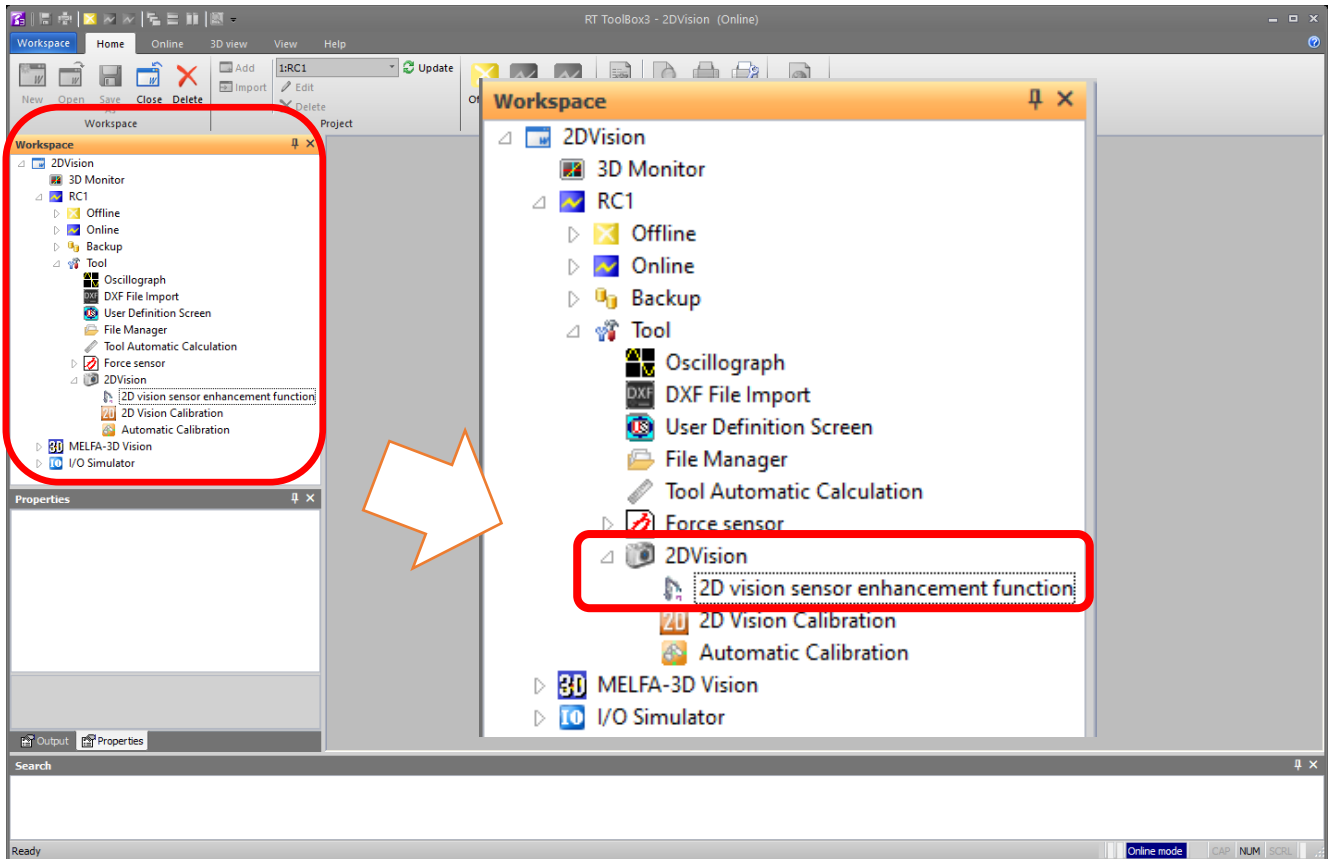 RT ToolBox3 - 2DVision (Online)
Workspace Home Online 3D view View Help
New Open Save As Close Delete
Workspace
Add
Import
1:RC1
Edit
Delete
Update
Project
Workspace
2DVision
3D Monitor
RC1
Offline
Online
Backup
Tool
Oscillograph
DXF File Import
User Definition Screen
File Manager
Tool Automatic Calculation
Force sensor
2DVision
2D vision sensor enhancement function
2D Vision Calibration
Automatic Calibration
MELFA-3D Vision
I/O Simulator
Properties
Output Properties
Workspace
2DVision
3D Monitor
RC1
Offline
Online
Backup
Tool
Oscillograph
DXF File Import
User Definition Screen
File Manager
Tool Automatic Calculation
Force sensor
2DVision
2D vision sensor enhancement function
2D Vision Calibration
Automatic Calibration
MELFA-3D Vision
I/O Simulator
Search
Ready
Online mode CAP NUM SCRL